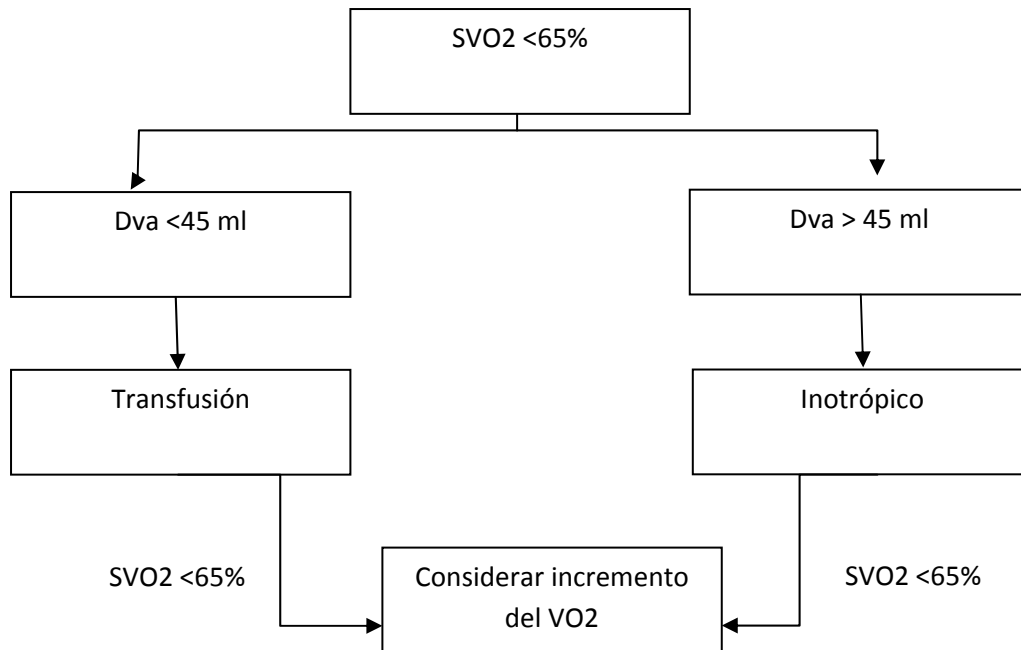 SVO2 <65%
Dva <45 ml
Dva > 45 ml
Transfusión
Inotrópico
SVO2 <65%
Considerar incremento
del VO2
SVO2 <65%